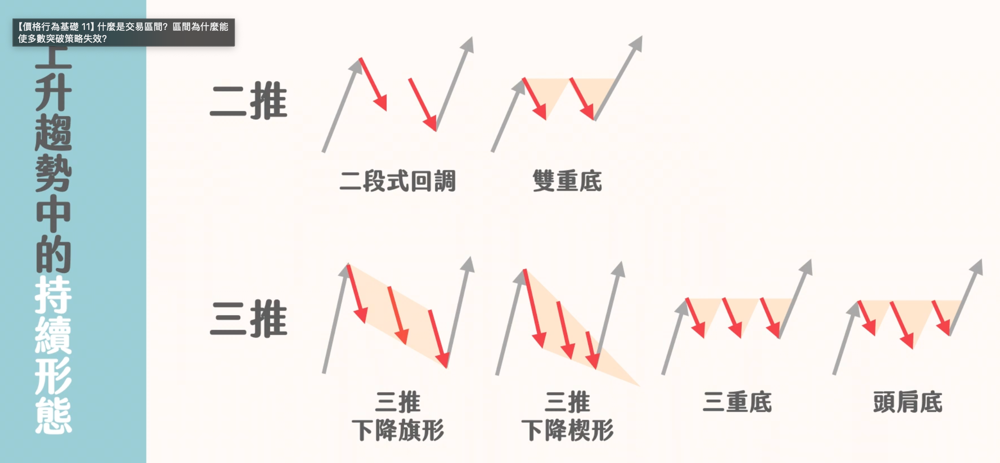 【價格行為基礎 11】什麼是交易區間? 區間為什麼能
使多數突破策略失效?
上升趨勢中的持續形態
二推
二段式回調
雙重底
三推
三推
下降旗形
三推
下降楔形
三重底
頭肩底